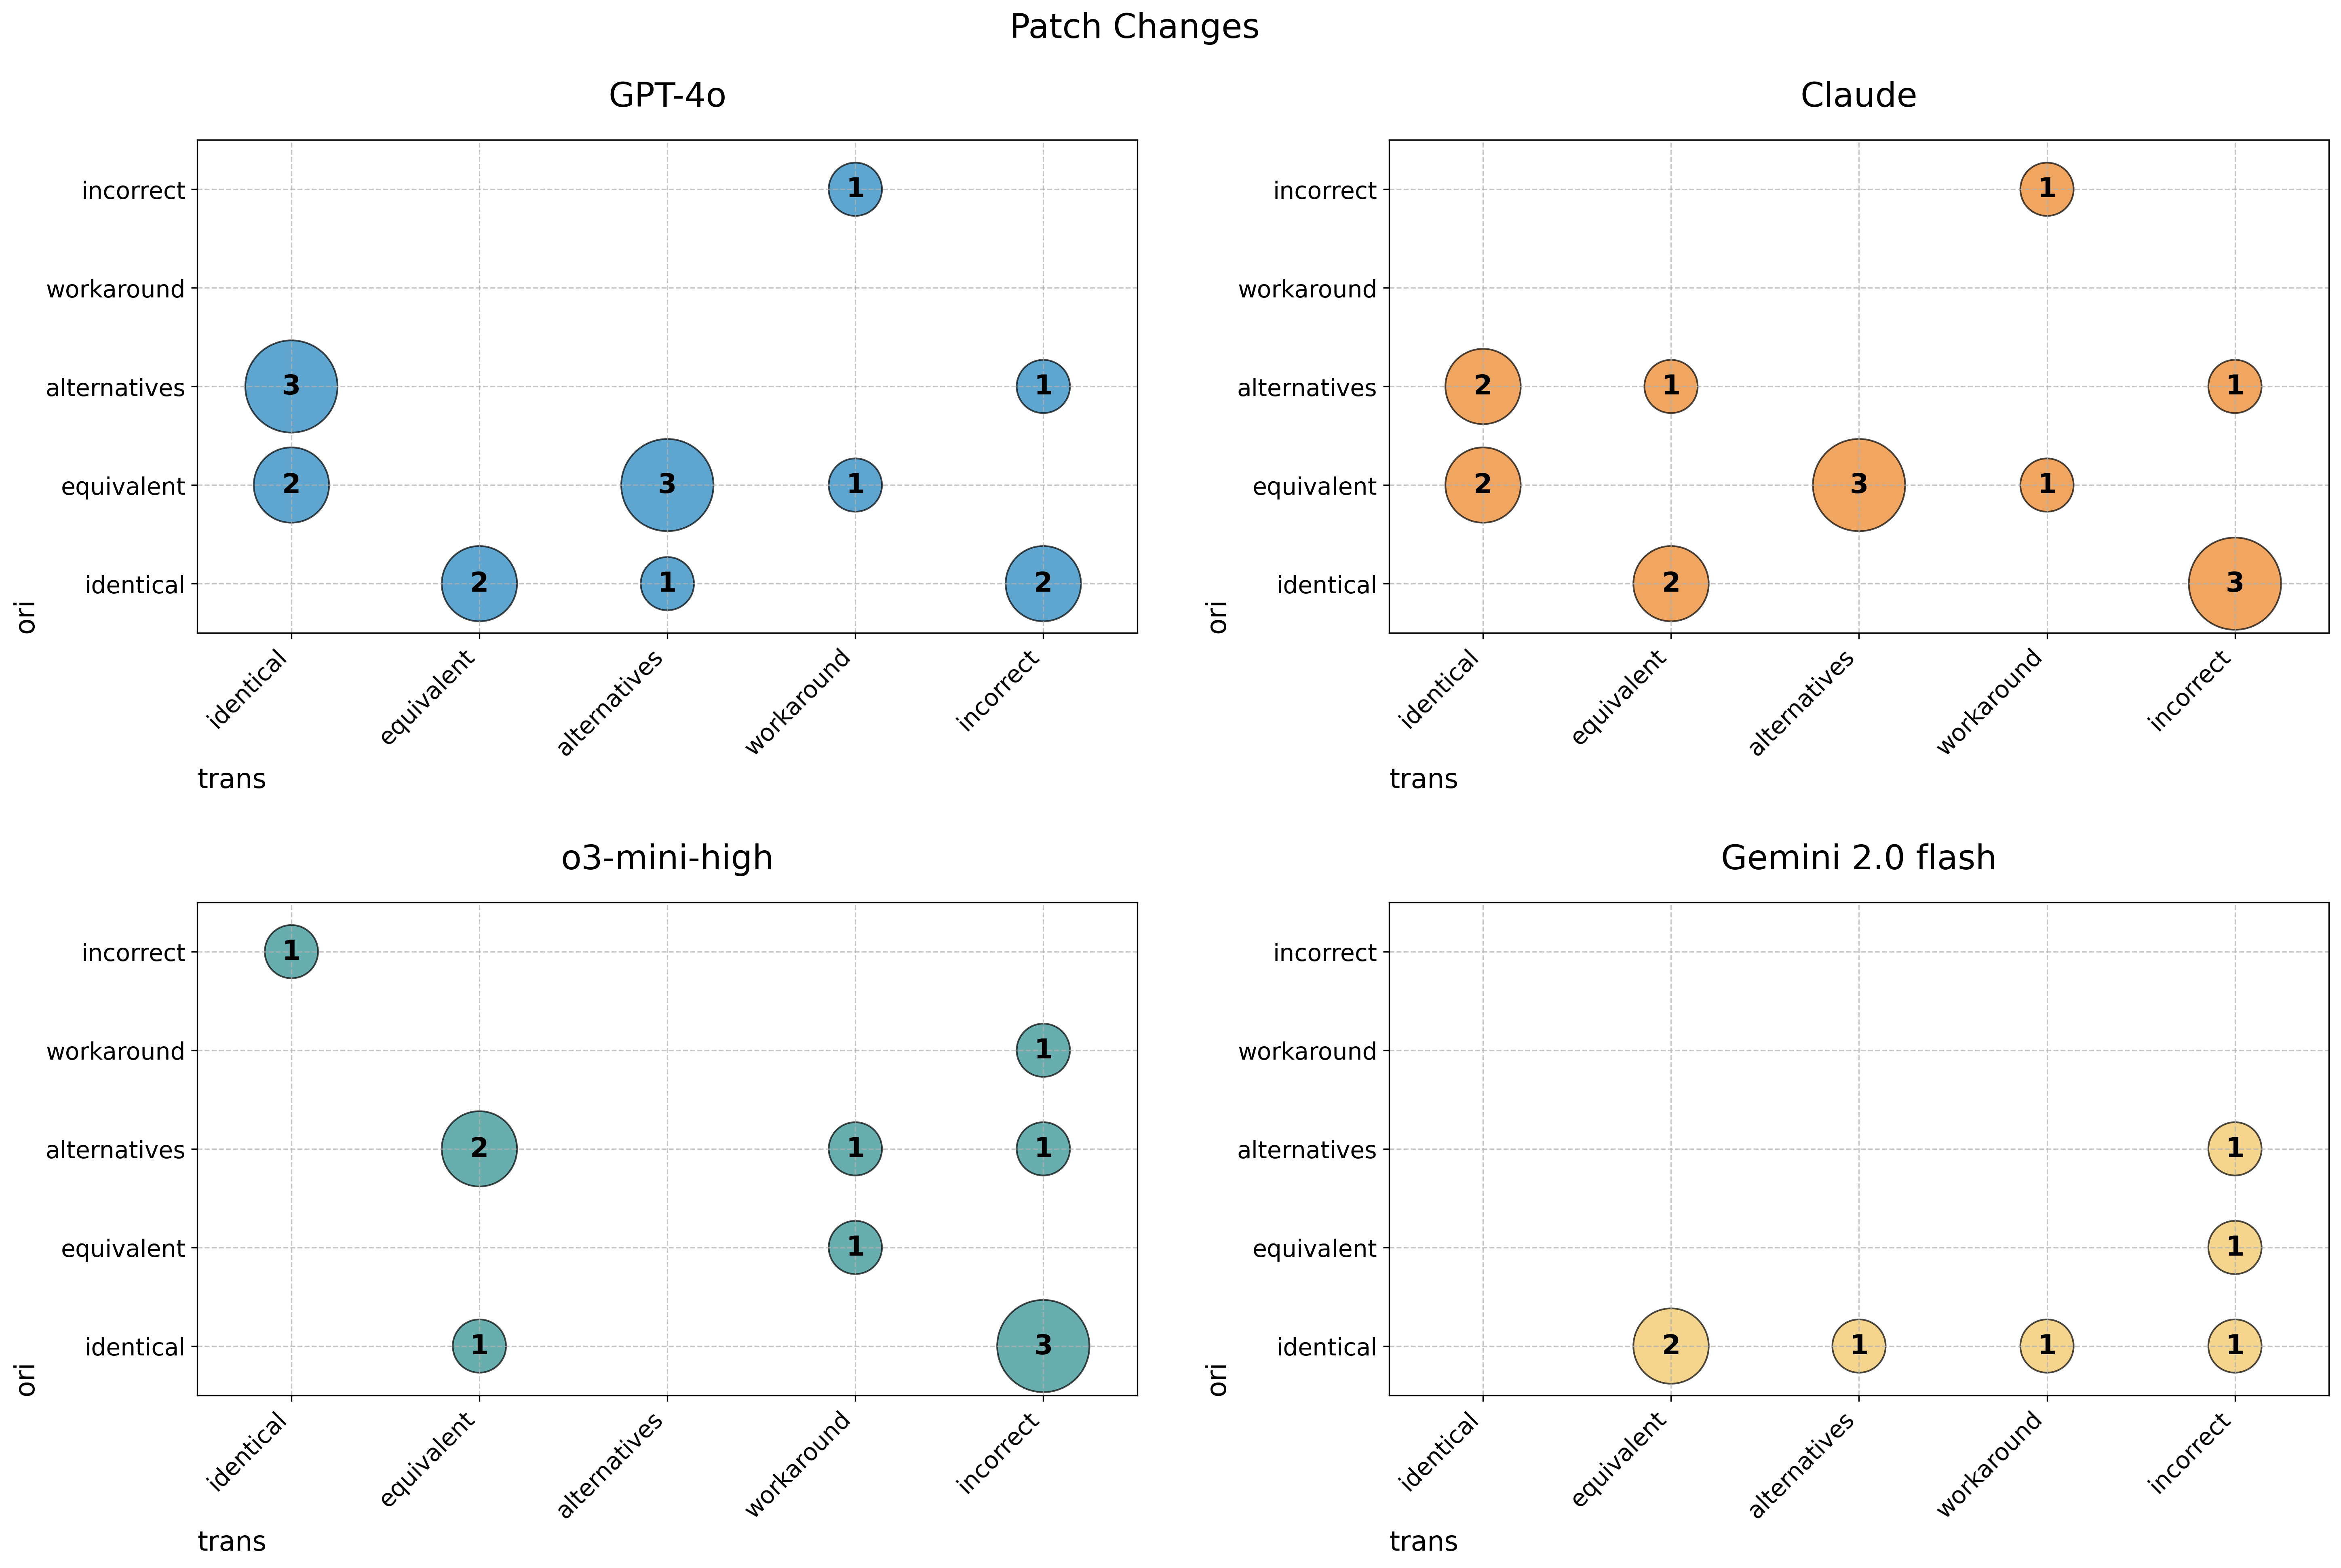 Patch Changes
GPT-4o
incorrect
workaround
alternatives
equivalent
identical
ori
1
3
1
2
3
1
2
1
2
identical
equivalent
alternatives
workaround
incorrect
trans
Claude
incorrect
workaround
alternatives
equivalent
identical
ori
1
2
1
1
2
3
1
2
3
identical
equivalent
alternatives
workaround
incorrect
trans
o3-mini-high
incorrect
workaround
alternatives
equivalent
identical
ori
1
1
2
1
1
1
1
3
identical
equivalent
alternatives
workaround
incorrect
trans
Gemini 2.0 flash
incorrect
workaround
alternatives
equivalent
identical
ori
1
1
2
1
1
1
identical
equivalent
alternatives
workaround
incorrect
trans